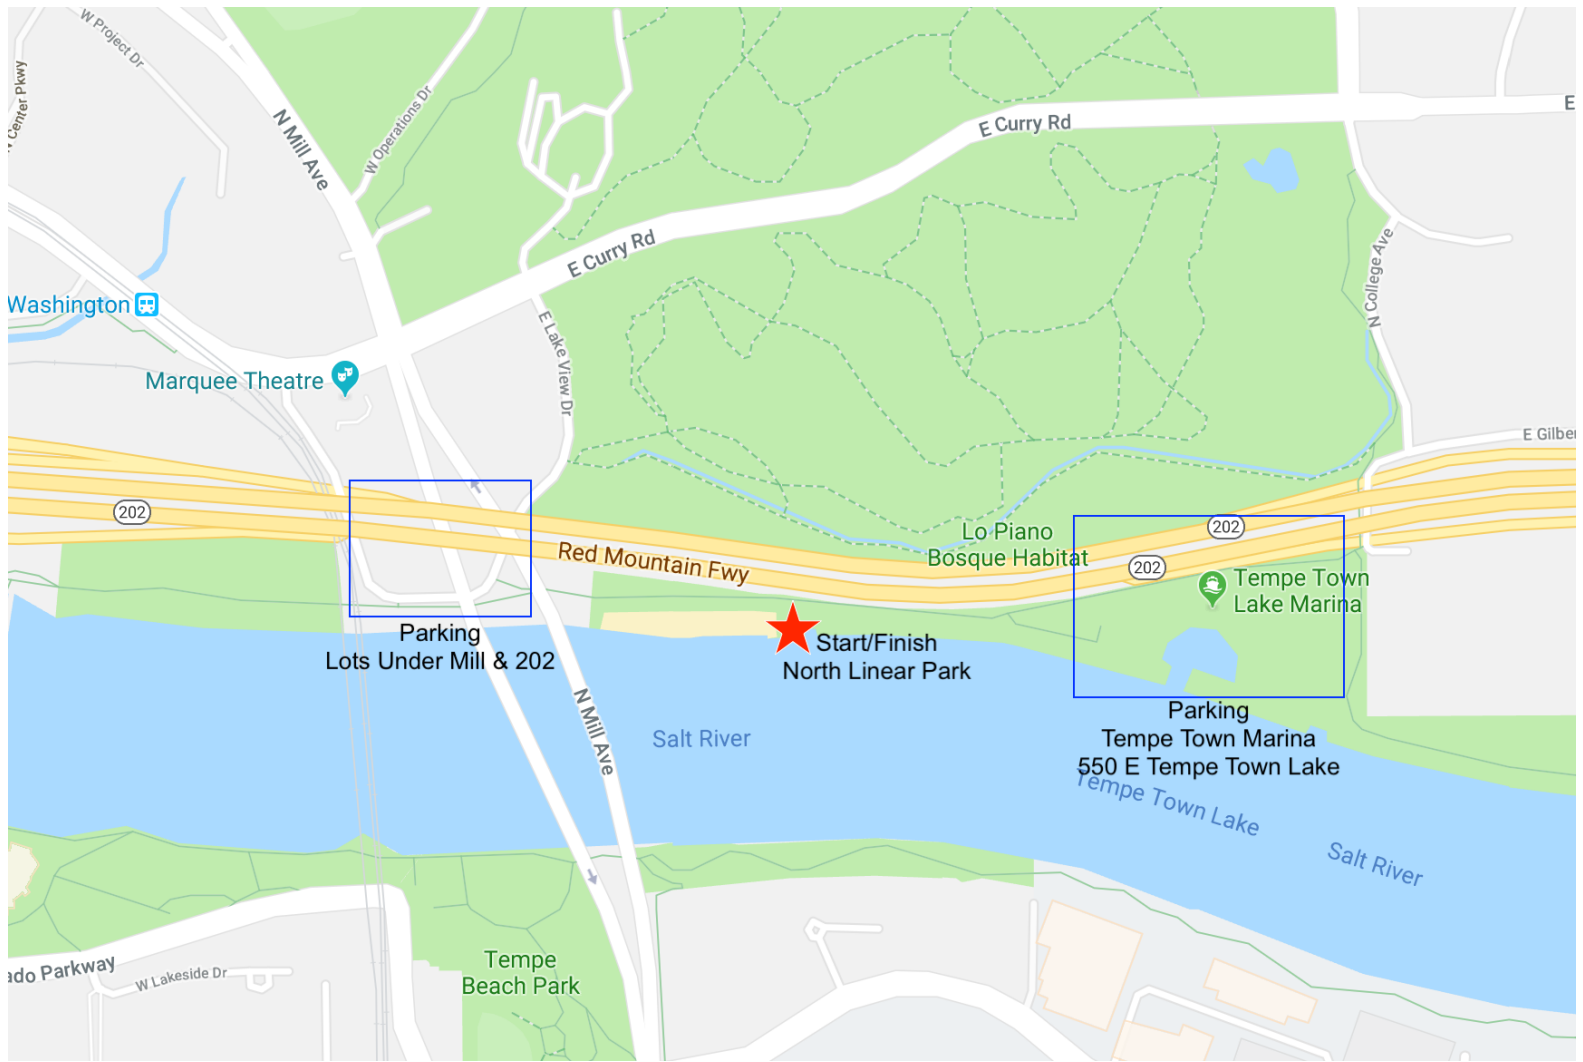 W Project Dr
N Center Pkwy
N Mill Ave
W Operations Dr
E Curry Rd
E
E Curry Rd
N College Ave
Washington
E Lake View Dr
Marquee Theatre
E Gilber
202
202
Lo Piano
Bosque Habitat
202
Red Mountain Fwy
Tempe Town
Lake Marina
Parking
Lots Under Mill & 202
Start/Finish
North Linear Park
N Mill Ave
Salt River
Parking
Tempe Town Marina
550 E Tempe Town Lake
Tempe Town Lake
Salt River
ado Parkway
W Lakeside Dr
Tempe
Beach Park